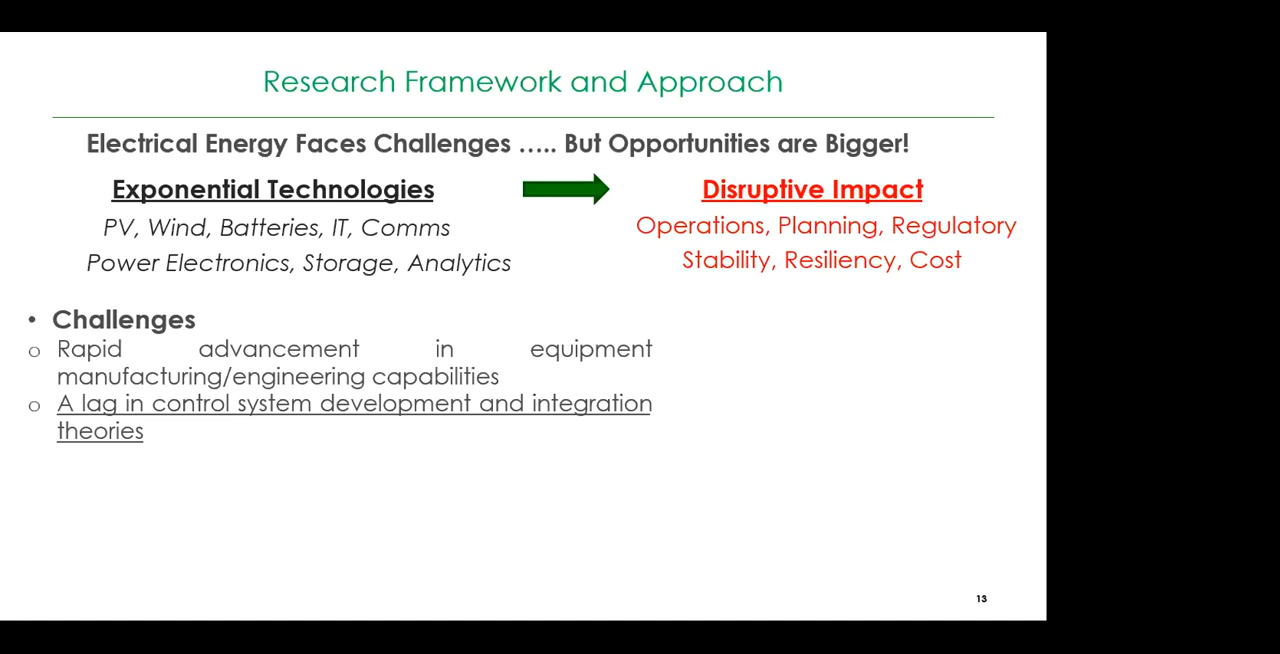 Research Framework and Approach
Electrical Energy Faces Challenges ..... But Opportunities are Bigger!
Exponential Technologies
Disruptive Impact
PV, Wind, Batteries, IT, Comms
Operations, Planning, Regulatory
Power Electronics, Storage, Analytics
Stability, Resiliency, Cost
• Challenges
o Rapid advancement in equipment
manufacturing/engineering capabilities
o A lag in control system development and integration
theories
13